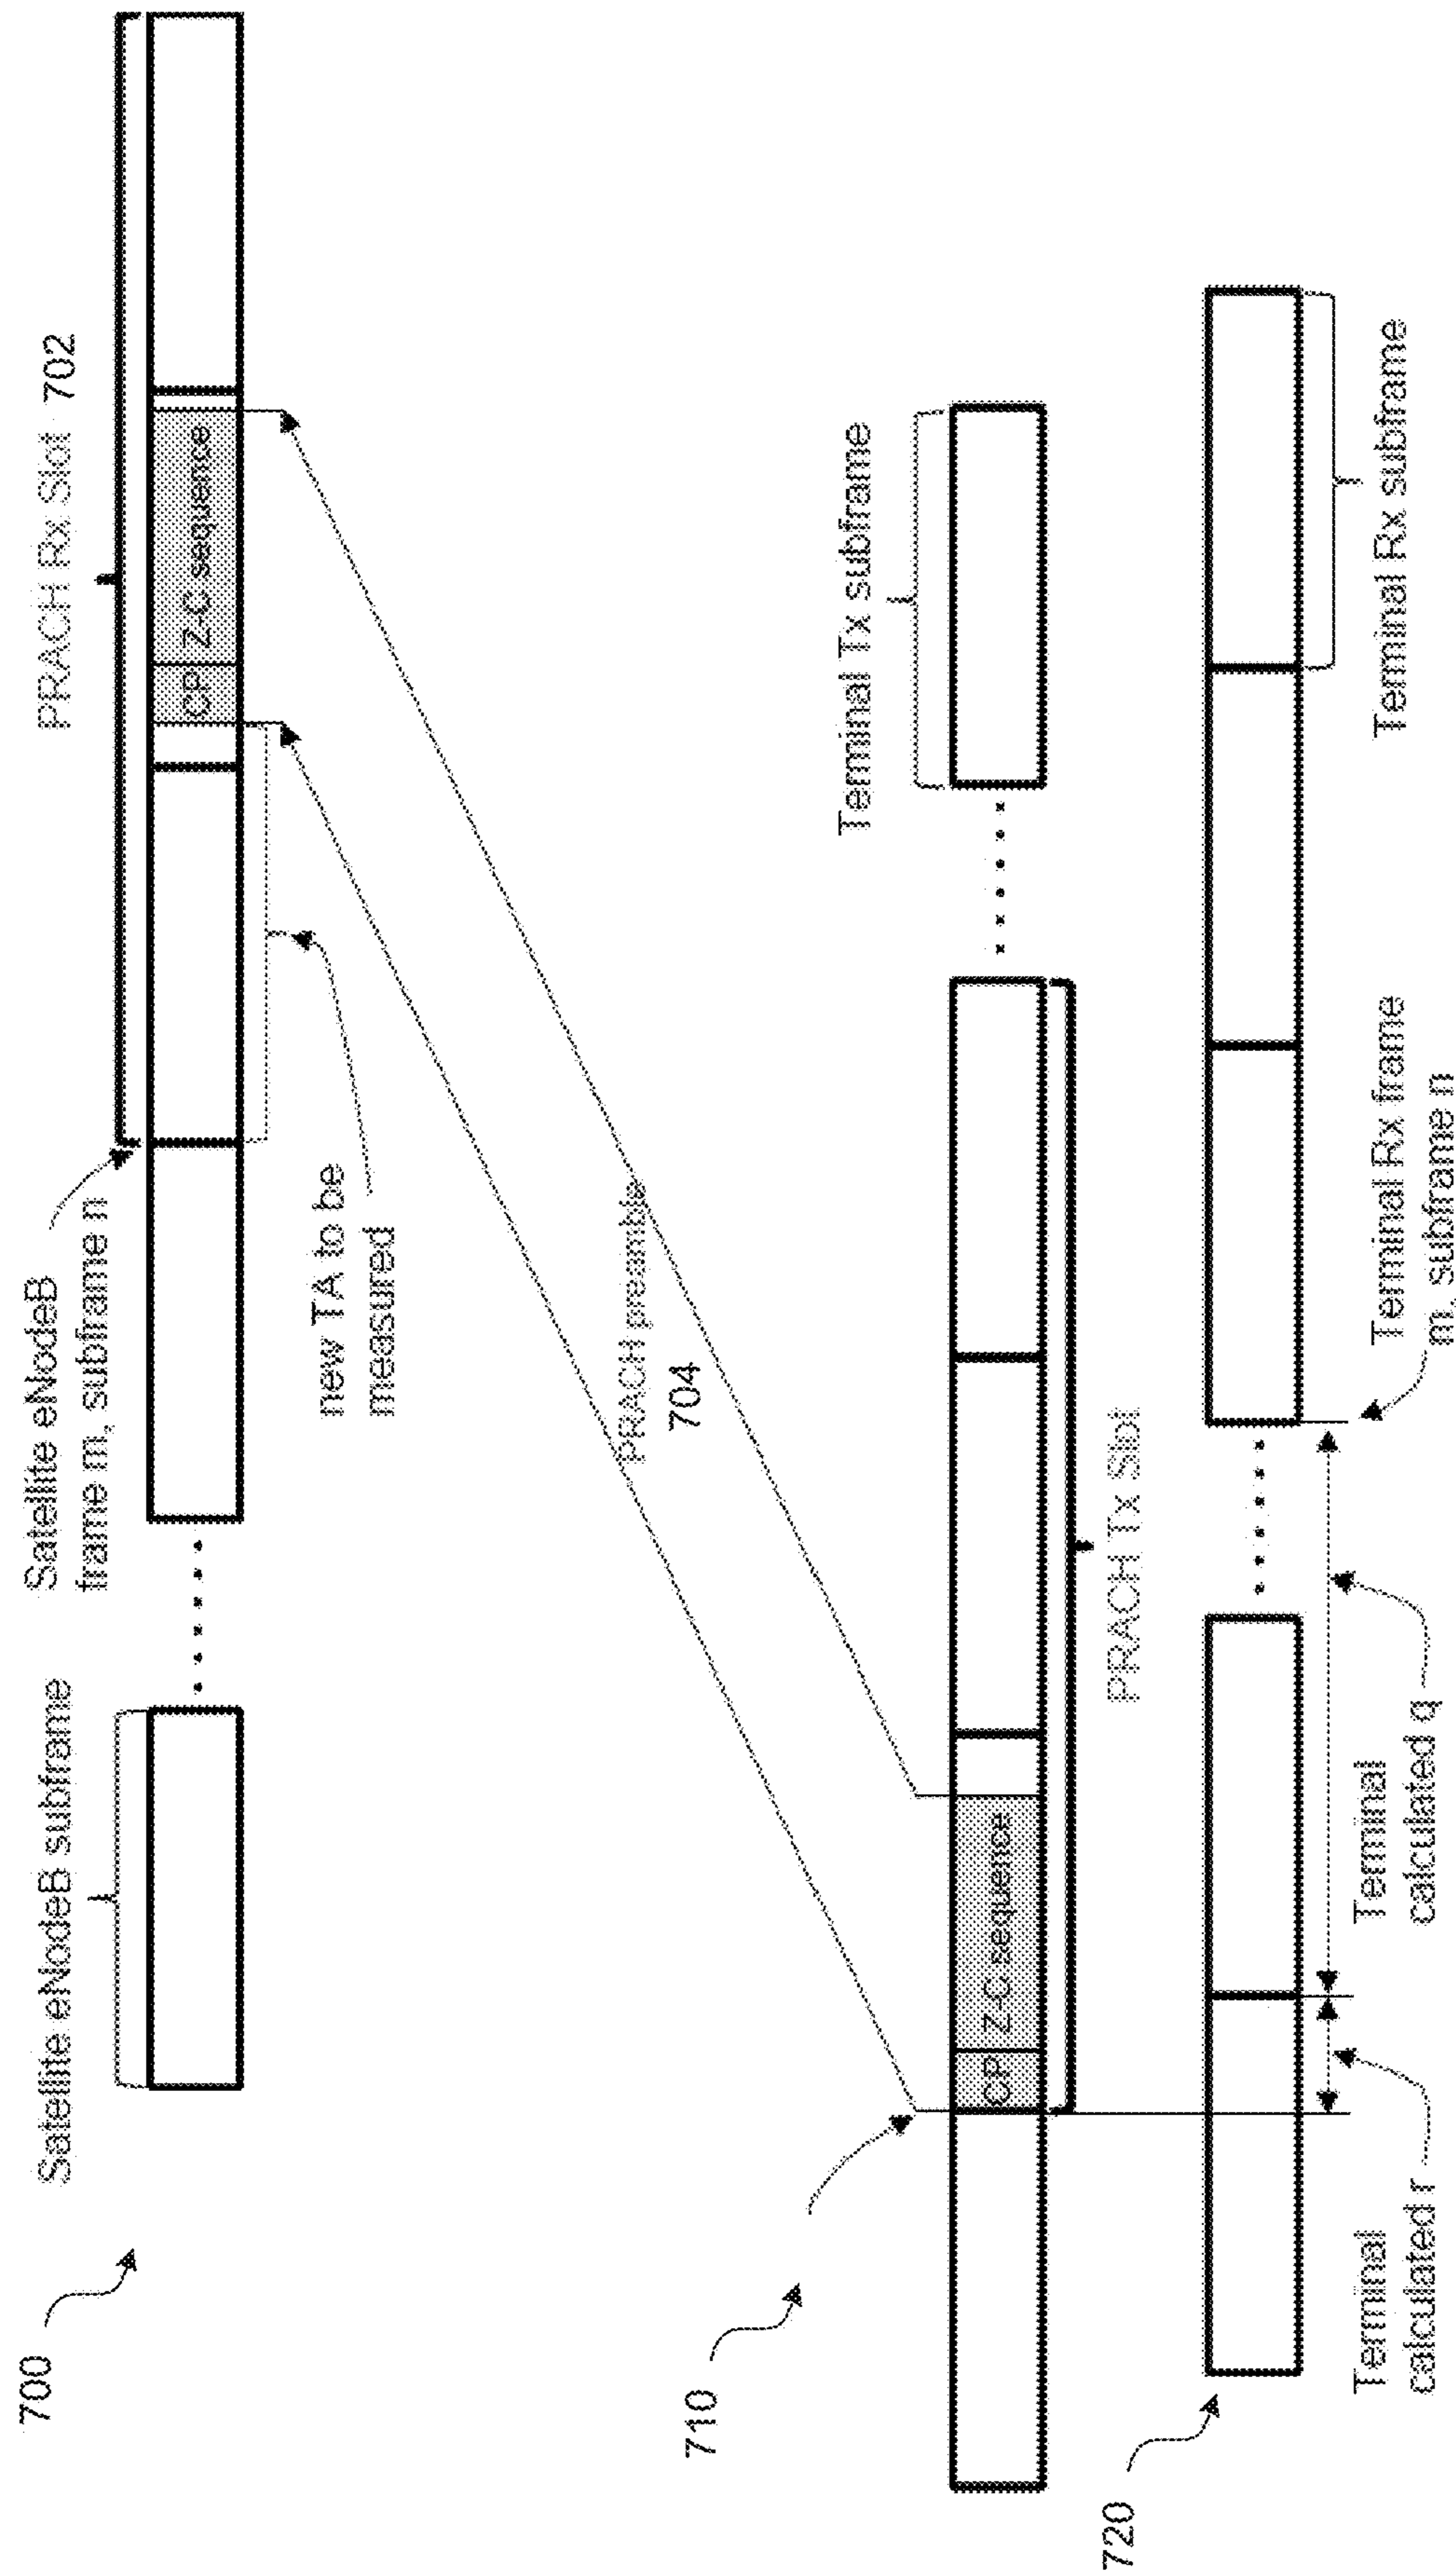 700
Satellite eNodeB subframe
Satellite eNodeB
frame m, subframe n
PRACH Rx Slot 702
CP
Z-C sequence
new TA to be
measured
PRACH preamble
704
710
Terminal Tx subframe
CP
Z-C sequence
PRACH Tx Slot
720
Terminal
calculated r
Terminal
calculated q
Terminal Rx frame
m, subframe n
Terminal Rx subframe